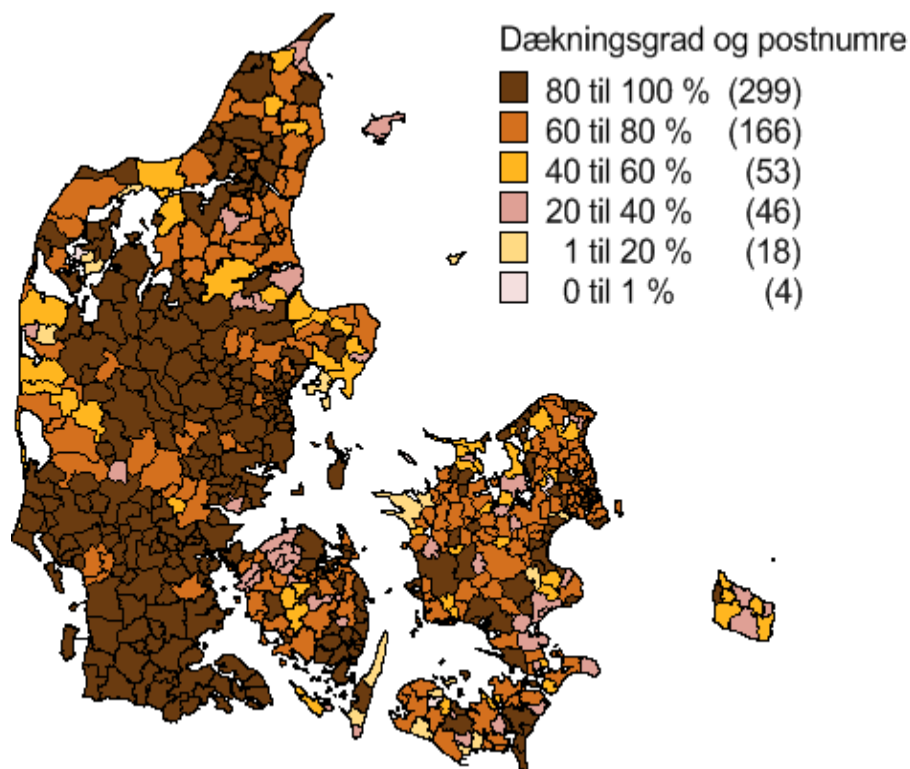 Dækningsgrad og postnumre
80 til 100 % (299)
60 til 80 % (166)
40 til 60 % (53)
20 til 40 % (46)
1 til 20 % (18)
0 til 1 % (4)